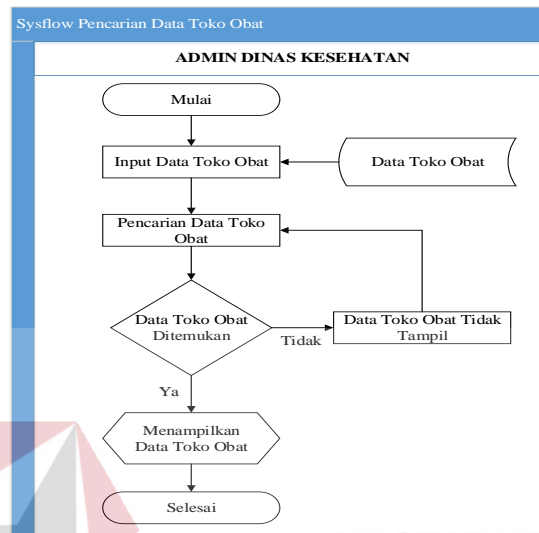 Sysflow Pencarian Data Toko Obat
ADMIN DINAS KESEHATAN
Mulai
Input Data Toko Obat
Data Toko Obat
Pencarian Data Toko
Obat
Data Toko Obat
Ditemukan
Tidak
Data Toko Obat Tidak
Tampil
Ya
Menampilkan
Data Toko Obat
Selesai